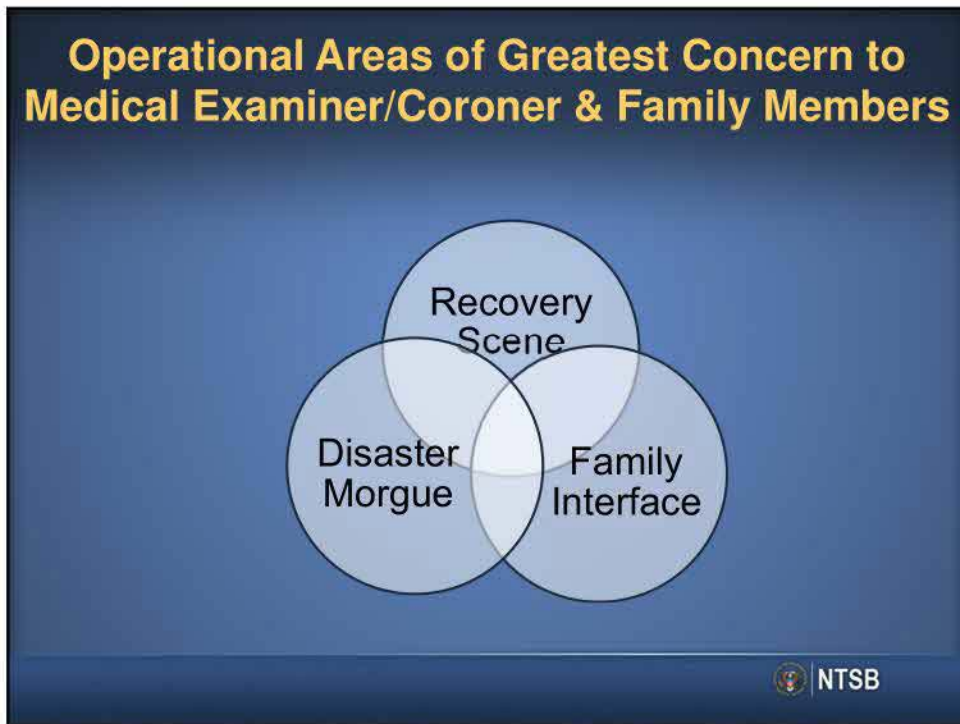 Operational Areas of Greatest Concern to
Medical Examiner/Coroner & Family Members
Recovery
Scene
Disaster
Morgue
Family
Interface
NTSB